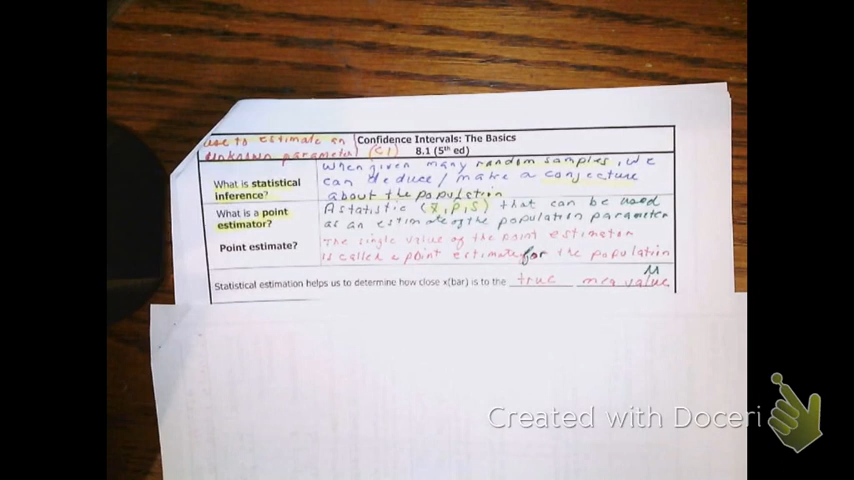 use to estimate an
unknown parameter (CI)
Confidence Intervals: The Basics
8.1 (5th ed)
What is statistical
inference?
When given many random samples, we
can deduce/make a conjecture
about the population
What is a point
estimator?
A statistic (x̄, p, s) that can be used
as an estimate of the population parameter
Point estimate?
The single value of the point estimator
is called a point estimate for the population
Statistical estimation helps us to determine how close x(bar) is to the true value μ
Created with Doceri